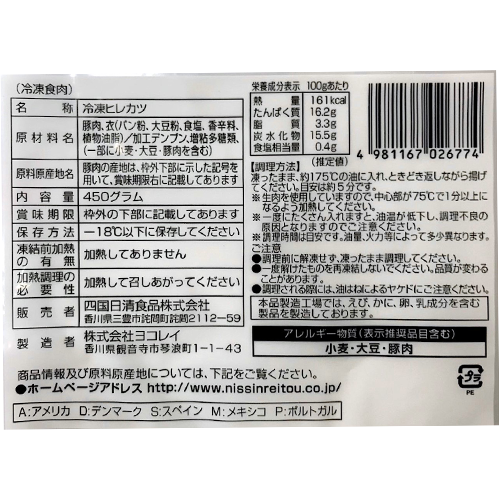 (冷凍食肉)
名 称 冷凍ヒレカツ
原材料名 豚肉、衣(パン粉、大豆粉、食塩、香辛料、
植物油脂)/加工デンプン、増粘多糖類、
(一部に小麦・大豆・豚肉を含む)
原料原産地名 豚肉の産地は、枠外下部に示した記号を
用いて、賞味期限右に記載してあります
内容量 450グラム
賞味期限 枠外の下部に記載してあります
保存方法 −18℃以下に保存してください
凍結前加熱の有無 加熱してありません
加熱調理の必要性 加熱して召しあがってください
販売者 四国日清食品株式会社
香川県三豊市詫間町詫間2112−59
製造者 株式会社ヨコレイ
香川県観音寺市琴浪町1−1−43
商品情報及び原料原産地については、下記をご覧ください。
●ホームページアドレス http://www.nissinreitou.co.jp/
A:アメリカ D:デンマーク S:スペイン M:メキシコ P:ポルトガル
栄養成分表示 100gあたり
熱量 161kcal
たんぱく質 16.2g
脂質 3.3g
炭水化物 15.5g
食塩相当量 0.4g
(推定値)
4 981167 026774
【調理方法】
凍ったまま、約175℃の油に入れ、ときどき返しながら揚げ
てください。目安は約5分です。
※生肉を使用していますので、中心部が75℃で1分以上に
なるよう加熱してください。
※一度にたくさん入れますと、油温が低下し、調理不良の
原因となりますのでご注意ください。
※調理時間は目安です。油量、火力等によって多少異なります。
ご注意
●調理前に解凍せず、凍ったまま調理してください。
●一度解けたものを再凍結しないでください。品質が変わる
ことがあります。
●調理される際には、油はねによるヤケドにご注意ください。
本品製造工場では、えび、かに、卵、乳成分を含む
製品を製造しています。
アレルギー物質(表示推奨品目含む)
小麦・大豆・豚肉
プラ
PE